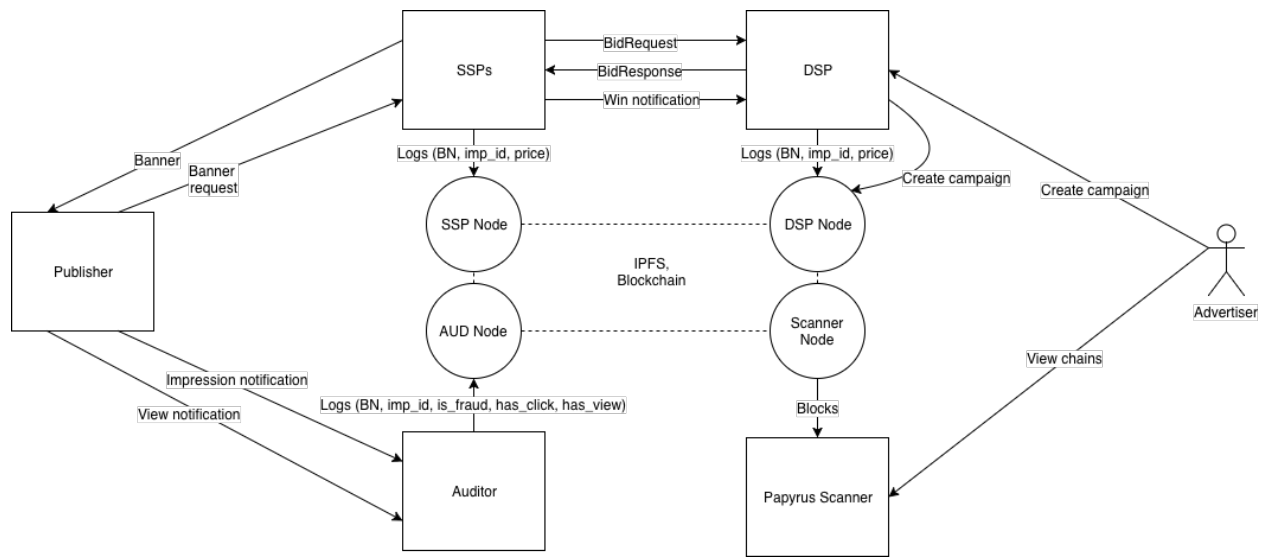 SSPs
BidRequest
BidResponse
Win notification
DSP
Banner
Banner
request
Logs (BN, imp_id, price)
Logs (BN, imp_id, price)
Create campaign
Create campaign
Publisher
SSP Node
DSP Node
IPFS,
Blockchain
AUD Node
Scanner
Node
Advertiser
Impression notification
View notification
Logs (BN, imp_id, is_fraud, has_click, has_view)
View chains
Blocks
Auditor
Papyrus Scanner